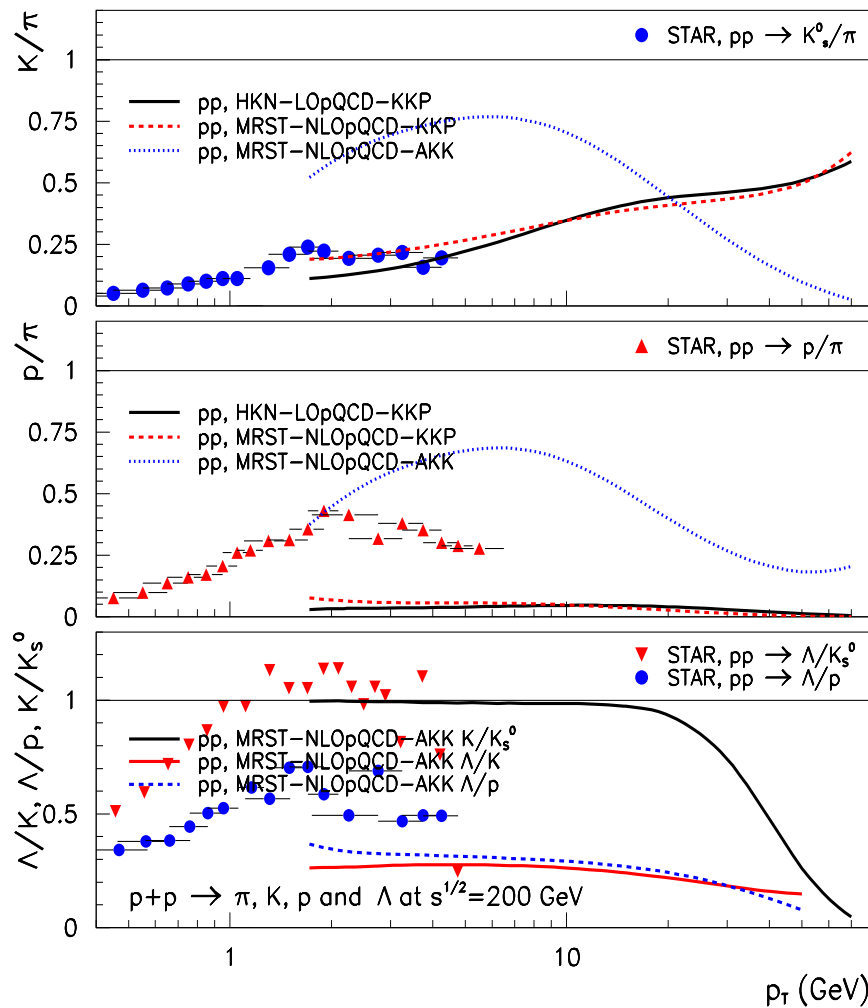 K/π
1
0.75
0.5
0.25
0
STAR, pp → K⁰ₛ/π
pp, HKN-LOpQCD-KKP
pp, MRST-NLOpQCD-KKP
pp, MRST-NLOpQCD-AKK
p/π
1
0.75
0.5
0.25
0
STAR, pp → p/π
pp, HKN-LOpQCD-KKP
pp, MRST-NLOpQCD-KKP
pp, MRST-NLOpQCD-AKK
Λ/K, Λ/p, K/Kₛ⁰
1
0.5
0
STAR, pp → Λ/Kₛ⁰
STAR, pp → Λ/p
pp, MRST-NLOpQCD-AKK K/Kₛ⁰
pp, MRST-NLOpQCD-AKK Λ/K
pp, MRST-NLOpQCD-AKK Λ/p
p+p → π, K, p and Λ at s^1/2=200 GeV
1
10
p_T (GeV)